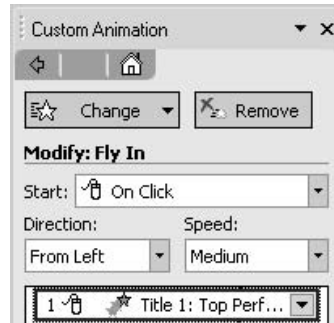 Custom Animation
Change Remove
Modify: Fly In
Start: On Click
Direction: Speed:
From Left Medium
1 Title 1: Top Perf...